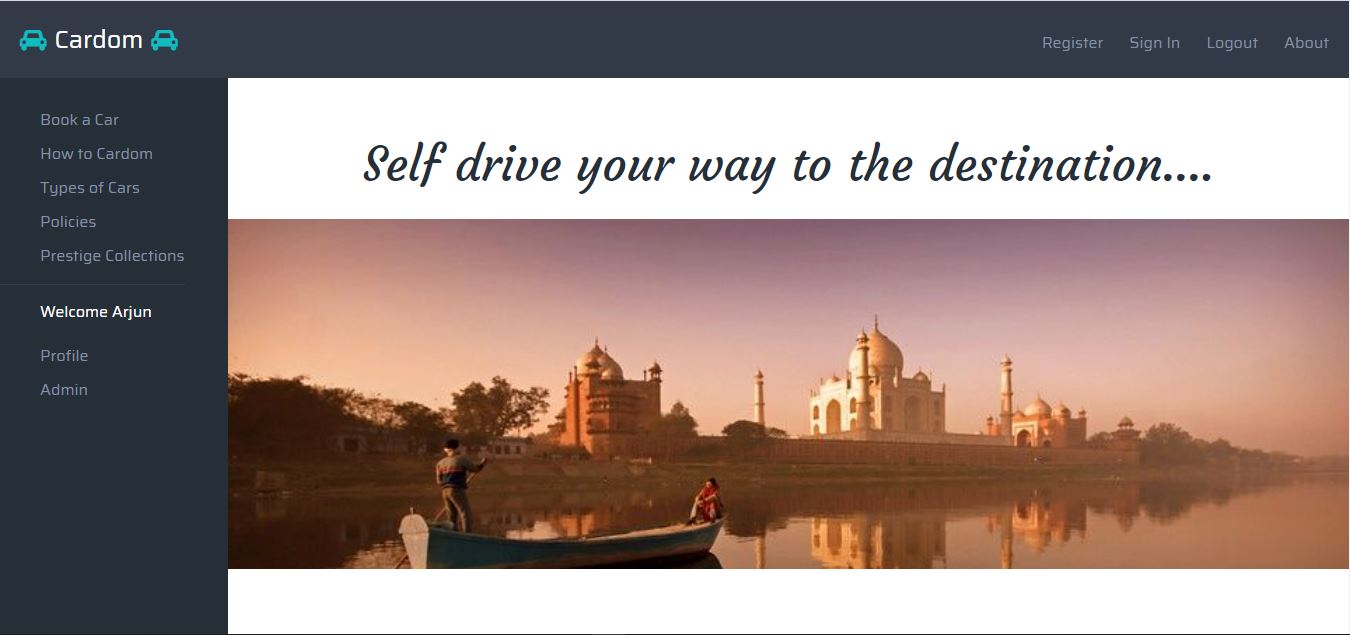 Cardom
Register Sign In Logout About
Book a Car
How to Cardom
Types of Cars
Policies
Prestige Collections
Welcome Arjun
Profile
Admin
Self drive your way to the destination....